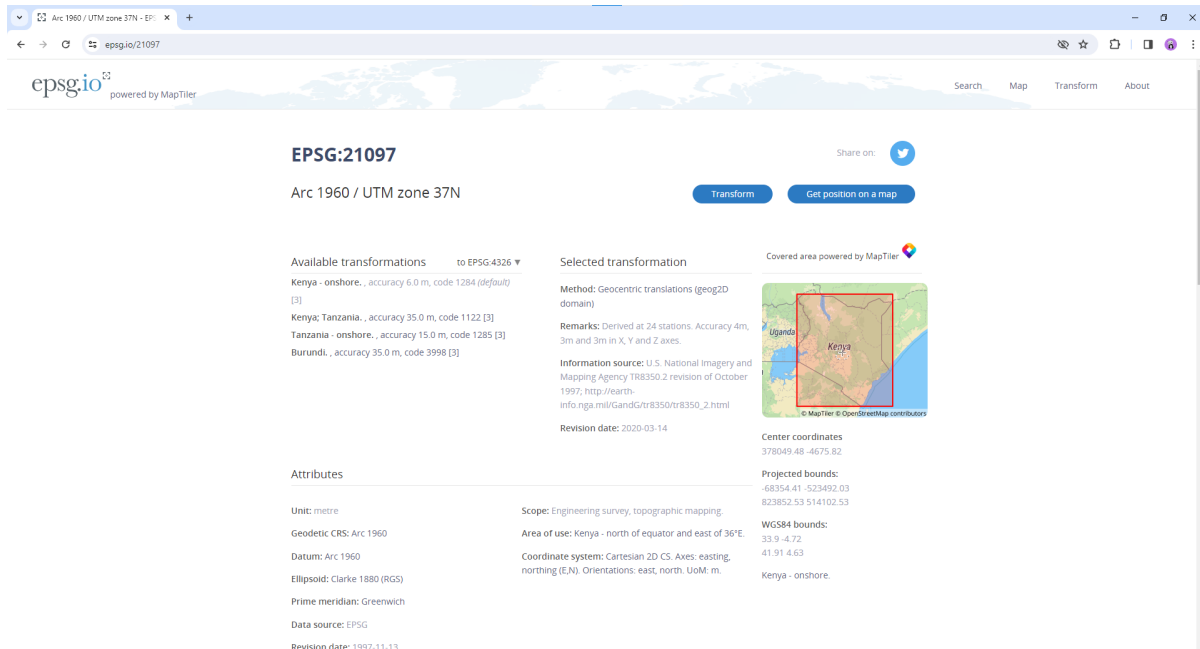 Arc 1960 / UTM zone 37N - EPS
epsg.io/21097
epsg.io
powered by MapTiler
Search
Map
Transform
About
EPSG:21097
Share on:
Arc 1960 / UTM zone 37N
Transform
Get position on a map
Available transformations
to EPSG:4326 ▼
Kenya - onshore. , accuracy 6.0 m, code 1284 (default)
[3]
Kenya; Tanzania. , accuracy 35.0 m, code 1122 [3]
Tanzania - onshore. , accuracy 15.0 m, code 1285 [3]
Burundi. , accuracy 35.0 m, code 3998 [3]
Selected transformation
Method: Geocentric translations (geog2D
domain)
Remarks: Derived at 24 stations. Accuracy 4m,
3m and 3m in X, Y and Z axes.
Information source: U.S. National Imagery and
Mapping Agency TR8350.2 revision of October
1997; http://earth-
info.nga.mil/GandG/tr8350/tr8350_2.html
Revision date: 2020-03-14
Covered area powered by MapTiler
Uganda
Kenya
© MapTiler © OpenStreetMap contributors
Center coordinates
378049.48 -4675.82
Projected bounds:
-68354.41 -523492.03
823852.53 514102.53
WGS84 bounds:
33.9 -4.72
41.91 4.63
Kenya - onshore.
Attributes
Unit: metre
Geodetic CRS: Arc 1960
Datum: Arc 1960
Ellipsoid: Clarke 1880 (RGS)
Prime meridian: Greenwich
Data source: EPSG
Revision date: 1997-11-13
Scope: Engineering survey, topographic mapping.
Area of use: Kenya - north of equator and east of 36°E.
Coordinate system: Cartesian 2D CS. Axes: easting,
northing (E,N). Orientations: east, north. UoM: m.